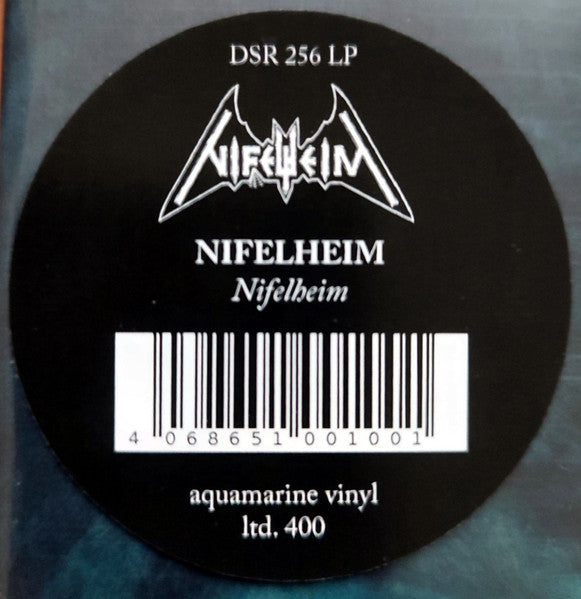 DSR 256 LP
NIFELHEIM
NIFELHEIM
Nifelheim
4 068651 001001
aquamarine vinyl
ltd. 400